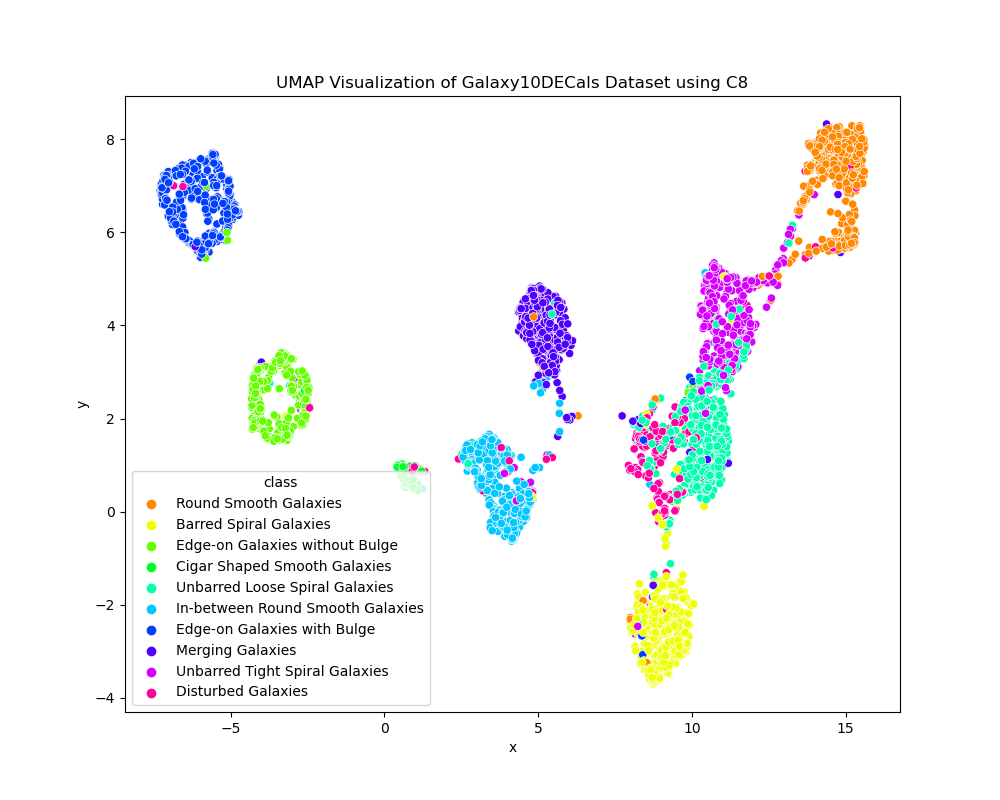 UMAP Visualization of Galaxy10DECals Dataset using C8
8
6
4
2
0
−2
−4
y
−5
0
5
10
15
x
class
Round Smooth Galaxies
Barred Spiral Galaxies
Edge-on Galaxies without Bulge
Cigar Shaped Smooth Galaxies
Unbarred Loose Spiral Galaxies
In-between Round Smooth Galaxies
Edge-on Galaxies with Bulge
Merging Galaxies
Unbarred Tight Spiral Galaxies
Disturbed Galaxies